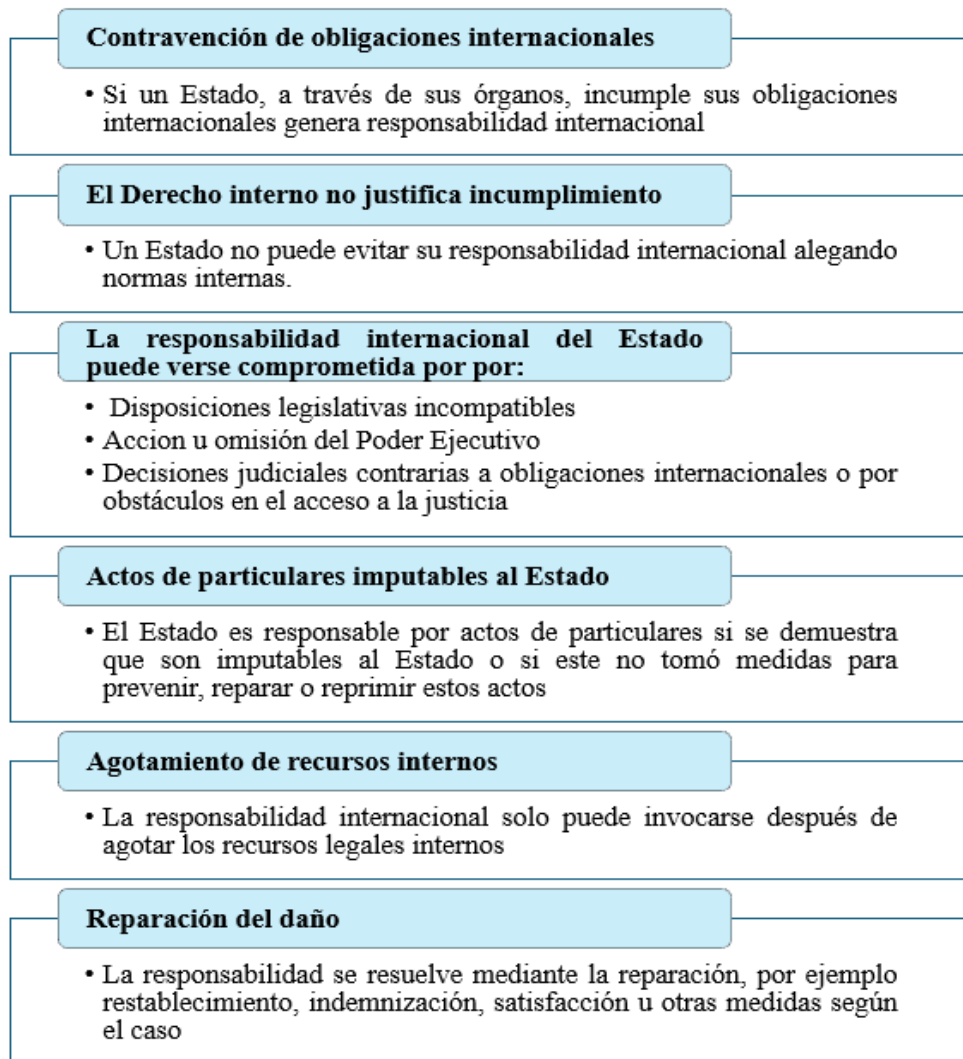 Contravención de obligaciones internacionales
• Si un Estado, a través de sus órganos, incumple sus obligaciones
internacionales genera responsabilidad internacional
El Derecho interno no justifica incumplimiento
• Un Estado no puede evitar su responsabilidad internacional alegando
normas internas.
La responsabilidad internacional del Estado
puede verse comprometida por por:
• Disposiciones legislativas incompatibles
• Accion u omisión del Poder Ejecutivo
• Decisiones judiciales contrarias a obligaciones internacionales o por
obstáculos en el acceso a la justicia
Actos de particulares imputables al Estado
• El Estado es responsable por actos de particulares si se demuestra
que son imputables al Estado o si este no tomó medidas para
prevenir, reparar o reprimir estos actos
Agotamiento de recursos internos
• La responsabilidad internacional solo puede invocarse después de
agotar los recursos legales internos
Reparación del daño
• La responsabilidad se resuelve mediante la reparación, por ejemplo
restablecimiento, indemnización, satisfacción u otras medidas según
el caso